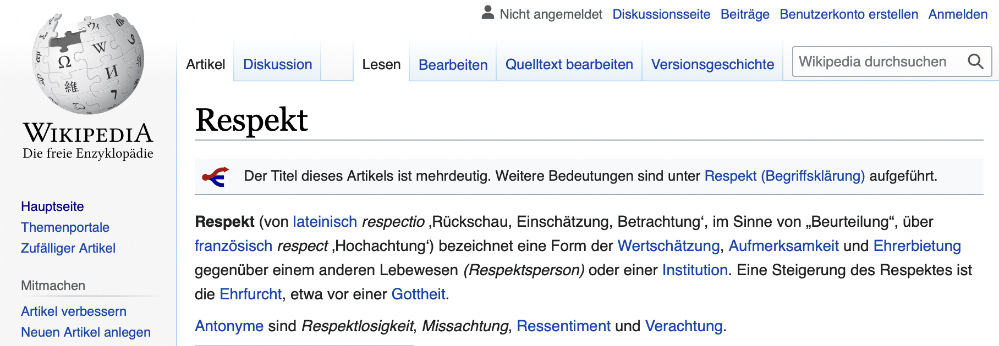 Nicht angemeldet Diskussionsseite Beiträge Benutzerkonto erstellen Anmelden
Artikel Diskussion Lesen Bearbeiten Quelltext bearbeiten Versionsgeschichte Wikipedia durchsuchen
WIKIPEDIA
Die freie Enzyklopädie
Hauptseite
Themenportale
Zufälliger Artikel
Mitmachen
Artikel verbessern
Neuen Artikel anlegen
Respekt
Der Titel dieses Artikels ist mehrdeutig. Weitere Bedeutungen sind unter Respekt (Begriffsklärung) aufgeführt.
Respekt (von lateinisch respectio ‚Rückschau, Einschätzung, Betrachtung‘, im Sinne von „Beurteilung“, über
französisch respect ‚Hochachtung‘) bezeichnet eine Form der Wertschätzung, Aufmerksamkeit und Ehrerbietung
gegenüber einem anderen Lebewesen (Respektsperson) oder einer Institution. Eine Steigerung des Respektes ist
die Ehrfurcht, etwa vor einer Gottheit.
Antonyme sind Respektlosigkeit, Missachtung, Ressentiment und Verachtung.